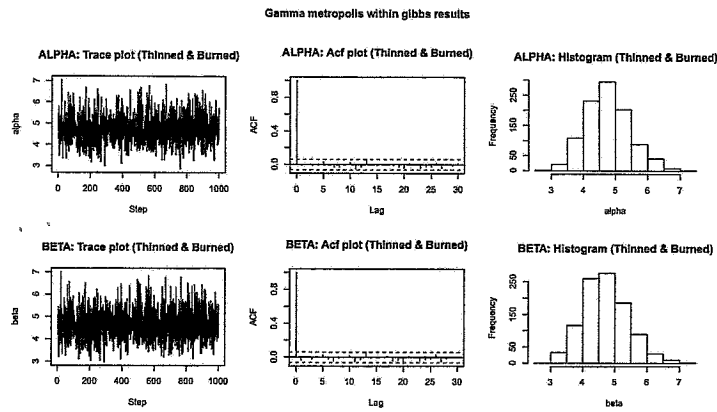 Gamma metropolis within gibbs results
ALPHA: Trace plot (Thinned & Burned)
alpha
7
6
5
4
3
0 200 400 600 800 1000
Step
ALPHA: Acf plot (Thinned & Burned)
ACF
0.8
0.4
0.0
0 5 10 15 20 25 30
Lag
ALPHA: Histogram (Thinned & Burned)
Frequency
250
150
0 50
3 4 5 6 7
alpha
BETA: Trace plot (Thinned & Burned)
beta
7
6
5
4
3
0 200 400 600 800 1000
Step
BETA: Acf plot (Thinned & Burned)
ACF
0.8
0.4
0.0
0 5 10 15 20 25 30
Lag
BETA: Histogram (Thinned & Burned)
Frequency
250
150
0 50
3 4 5 6 7
beta